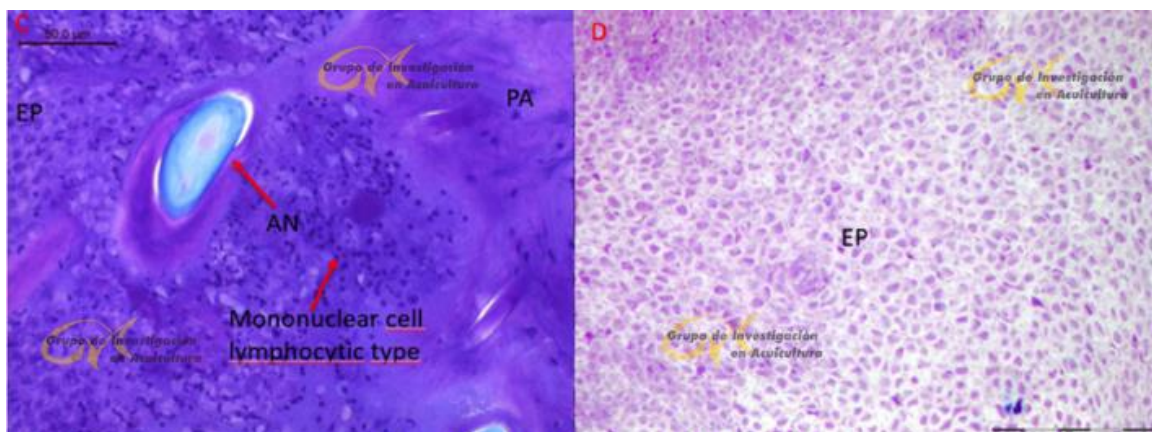 C
50.0 µm
Grupo de Investigación
en Acuicultura
PA
EP
AN
Mononuclear cell
lymphocytic type
Grupo de Investigación
en Acuicultura
D
Grupo de Investigación
en Acuicultura
EP
Grupo de Investigación
en Acuicultura